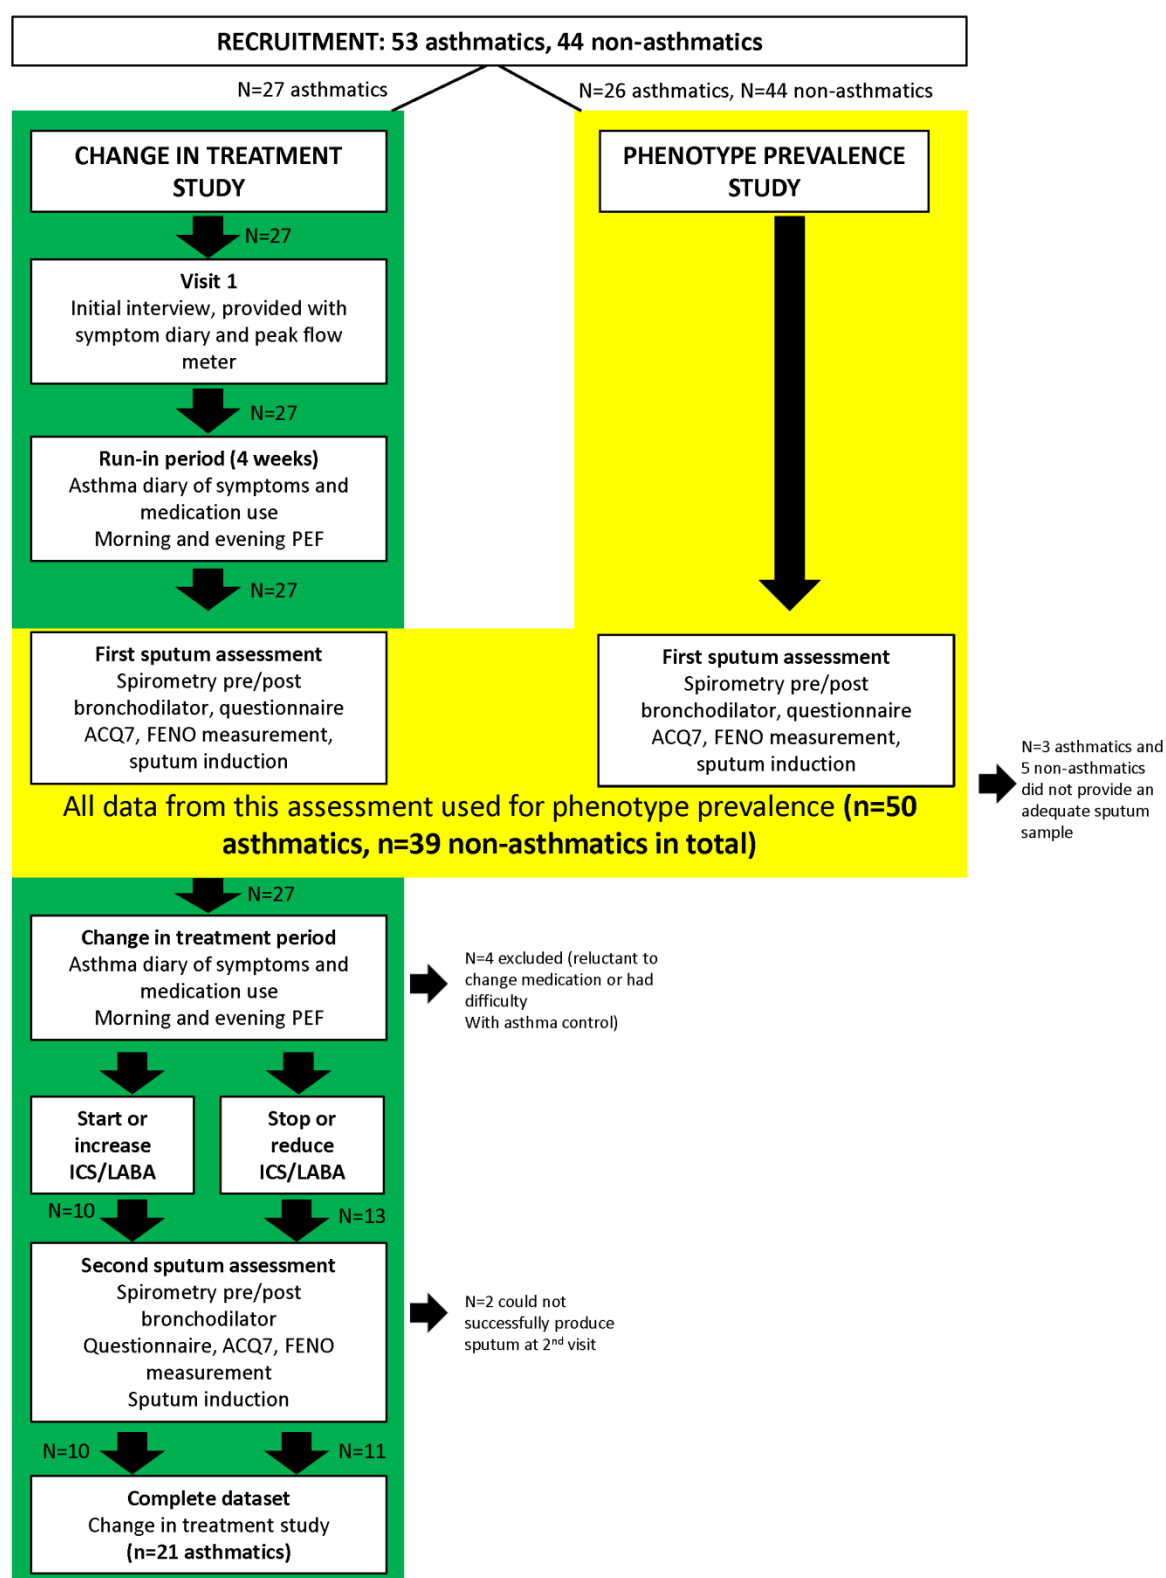 RECRUITMENT: 53 asthmatics, 44 non-asthmatics
N=27 asthmatics
N=26 asthmatics, N=44 non-asthmatics
CHANGE IN TREATMENT
STUDY
PHENOTYPE PREVALENCE
STUDY
N=27
Visit 1
Initial interview, provided with
symptom diary and peak flow
meter
N=27
Run-in period (4 weeks)
Asthma diary of symptoms and
medication use
Morning and evening PEF
N=27
First sputum assessment
Spirometry pre/post
bronchodilator, questionnaire
ACQ7, FENO measurement,
sputum induction
First sputum assessment
Spirometry pre/post
bronchodilator, questionnaire
ACQ7, FENO measurement,
sputum induction
N=3 asthmatics and
5 non-asthmatics
did not provide an
adequate sputum
sample
All data from this assessment used for phenotype prevalence (n=50
asthmatics, n=39 non-asthmatics in total)
N=27
Change in treatment period
Asthma diary of symptoms and
medication use
Morning and evening PEF
N=4 excluded (reluctant to
change medication or had
difficulty
With asthma control)
Start or
increase
ICS/LABA
Stop or
reduce
ICS/LABA
N=10
N=13
Second sputum assessment
Spirometry pre/post
bronchodilator
Questionnaire, ACQ7, FENO
measurement
Sputum induction
N=2 could not
successfully produce
sputum at 2nd visit
N=10
N=11
Complete dataset
Change in treatment study
(n=21 asthmatics)